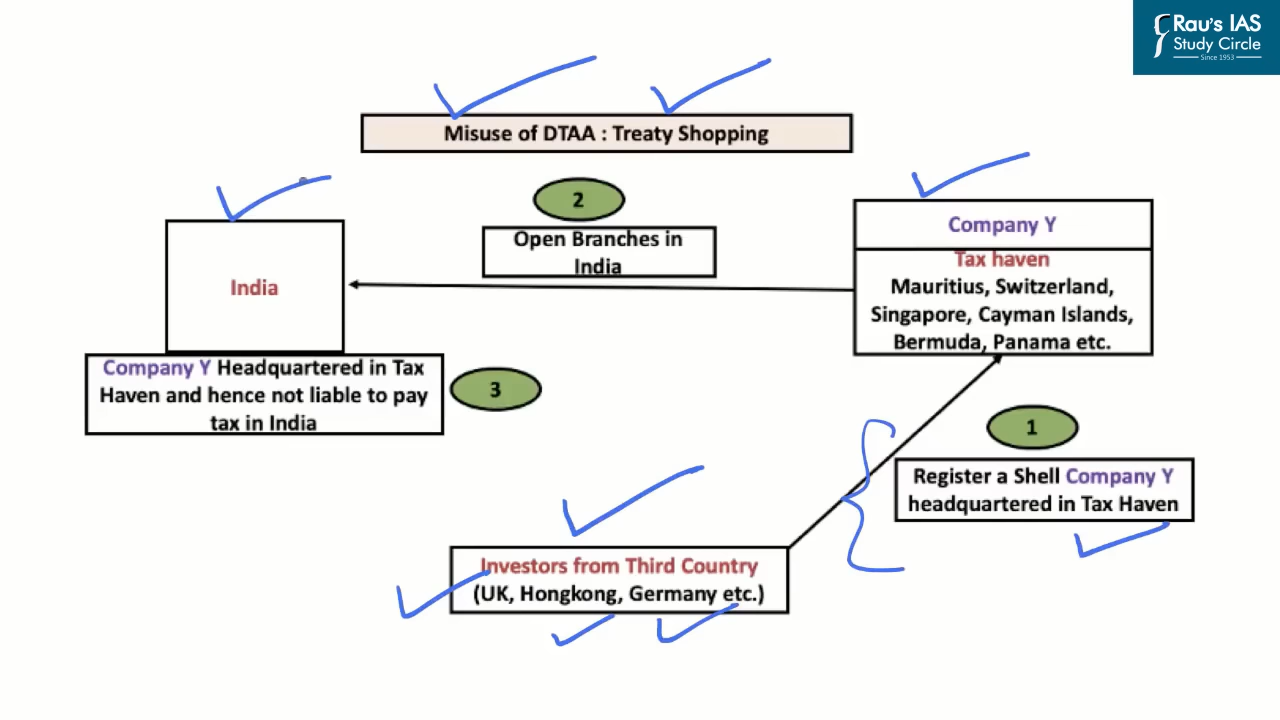 Rau's IAS
Study Circle
Since 1953
Misuse of DTAA : Treaty Shopping
2
Open Branches in
India
Company Y
Tax haven
Mauritius, Switzerland,
Singapore, Cayman Islands,
Bermuda, Panama etc.
India
Company Y Headquartered in Tax
Haven and hence not liable to pay
tax in India
3
1
Register a Shell Company Y
headquartered in Tax Haven
Investors from Third Country
(UK, Hongkong, Germany etc.)